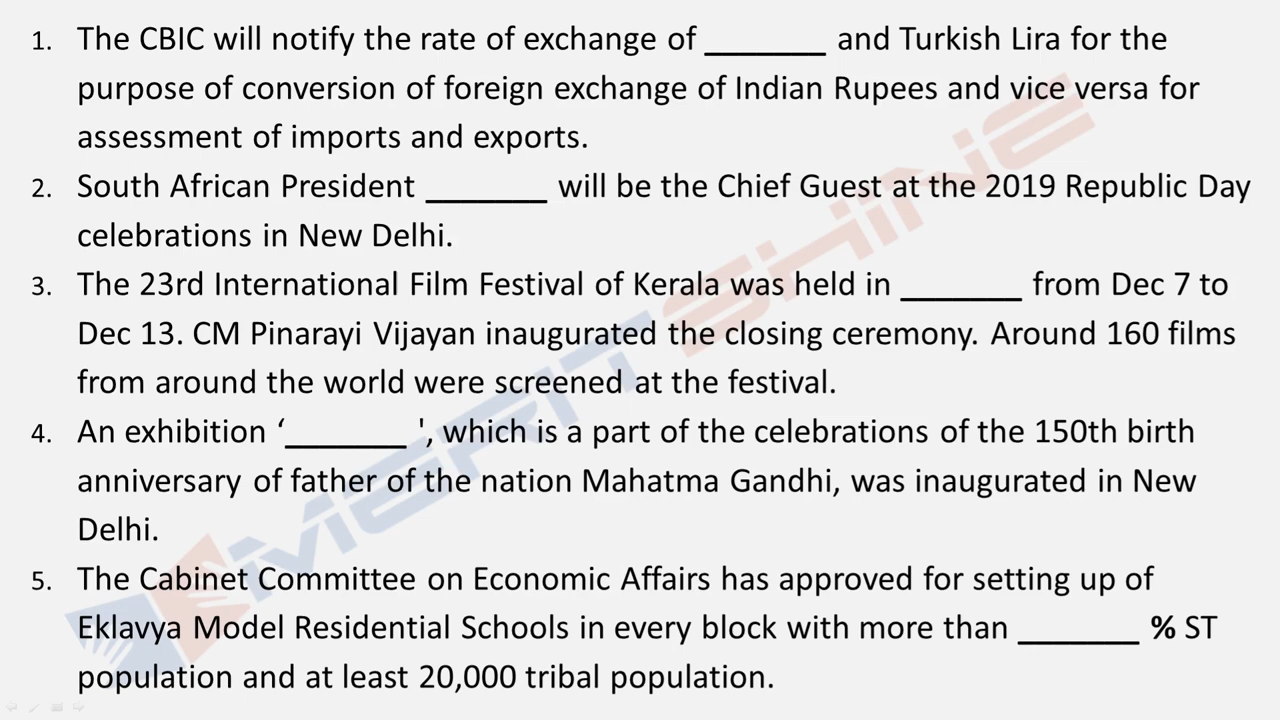 1. The CBIC will notify the rate of exchange of _______ and Turkish Lira for the
purpose of conversion of foreign exchange of Indian Rupees and vice versa for
assessment of imports and exports.
2. South African President _______ will be the Chief Guest at the 2019 Republic Day
celebrations in New Delhi.
3. The 23rd International Film Festival of Kerala was held in _______ from Dec 7 to
Dec 13. CM Pinarayi Vijayan inaugurated the closing ceremony. Around 160 films
from around the world were screened at the festival.
4. An exhibition ‘_______ ', which is a part of the celebrations of the 150th birth
anniversary of father of the nation Mahatma Gandhi, was inaugurated in New
Delhi.
5. The Cabinet Committee on Economic Affairs has approved for setting up of
Eklavya Model Residential Schools in every block with more than _______ % ST
population and at least 20,000 tribal population.
MERIT SHINE